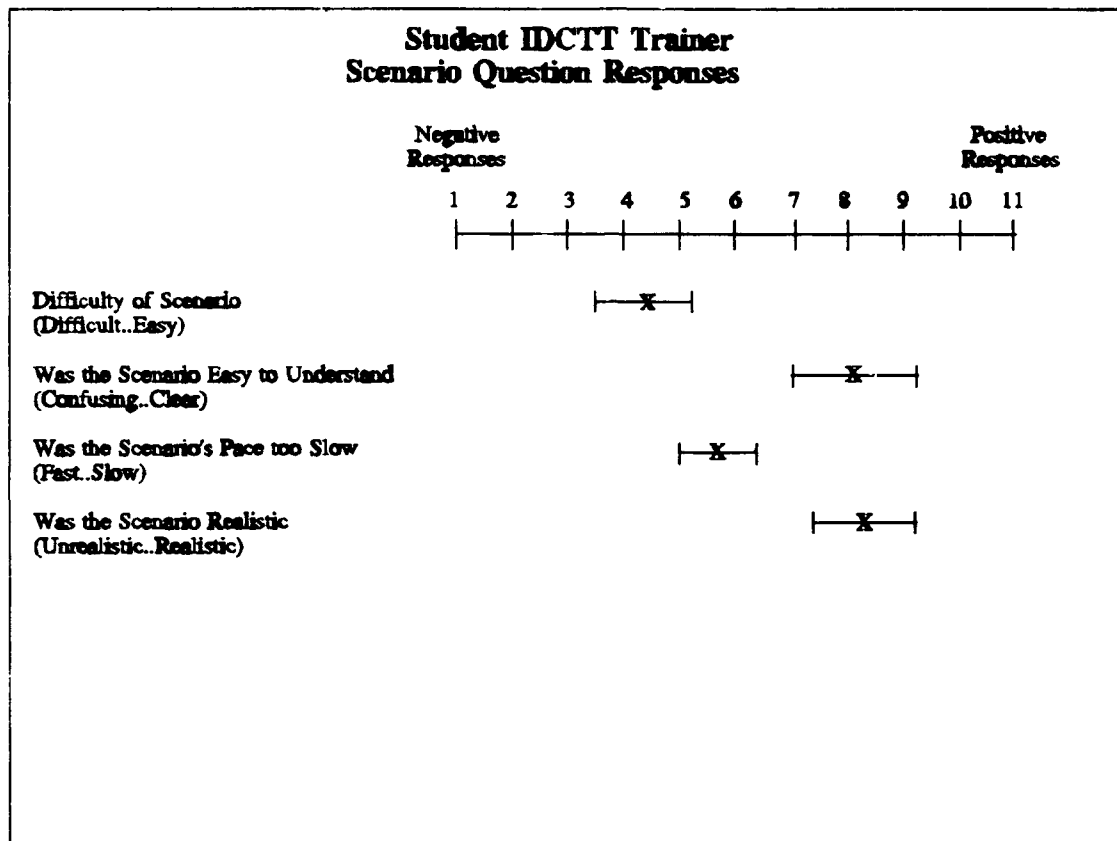 Student IDCTT Trainer
Scenario Question Responses
Negative Responses
Positive Responses
1 2 3 4 5 6 7 8 9 10 11
Difficulty of Scenario
(Difficult..Easy)
X
Was the Scenario Easy to Understand
(Confusing..Clear)
X
Was the Scenario's Pace too Slow
(Fast..Slow)
X
Was the Scenario Realistic
(Unrealistic..Realistic)
X